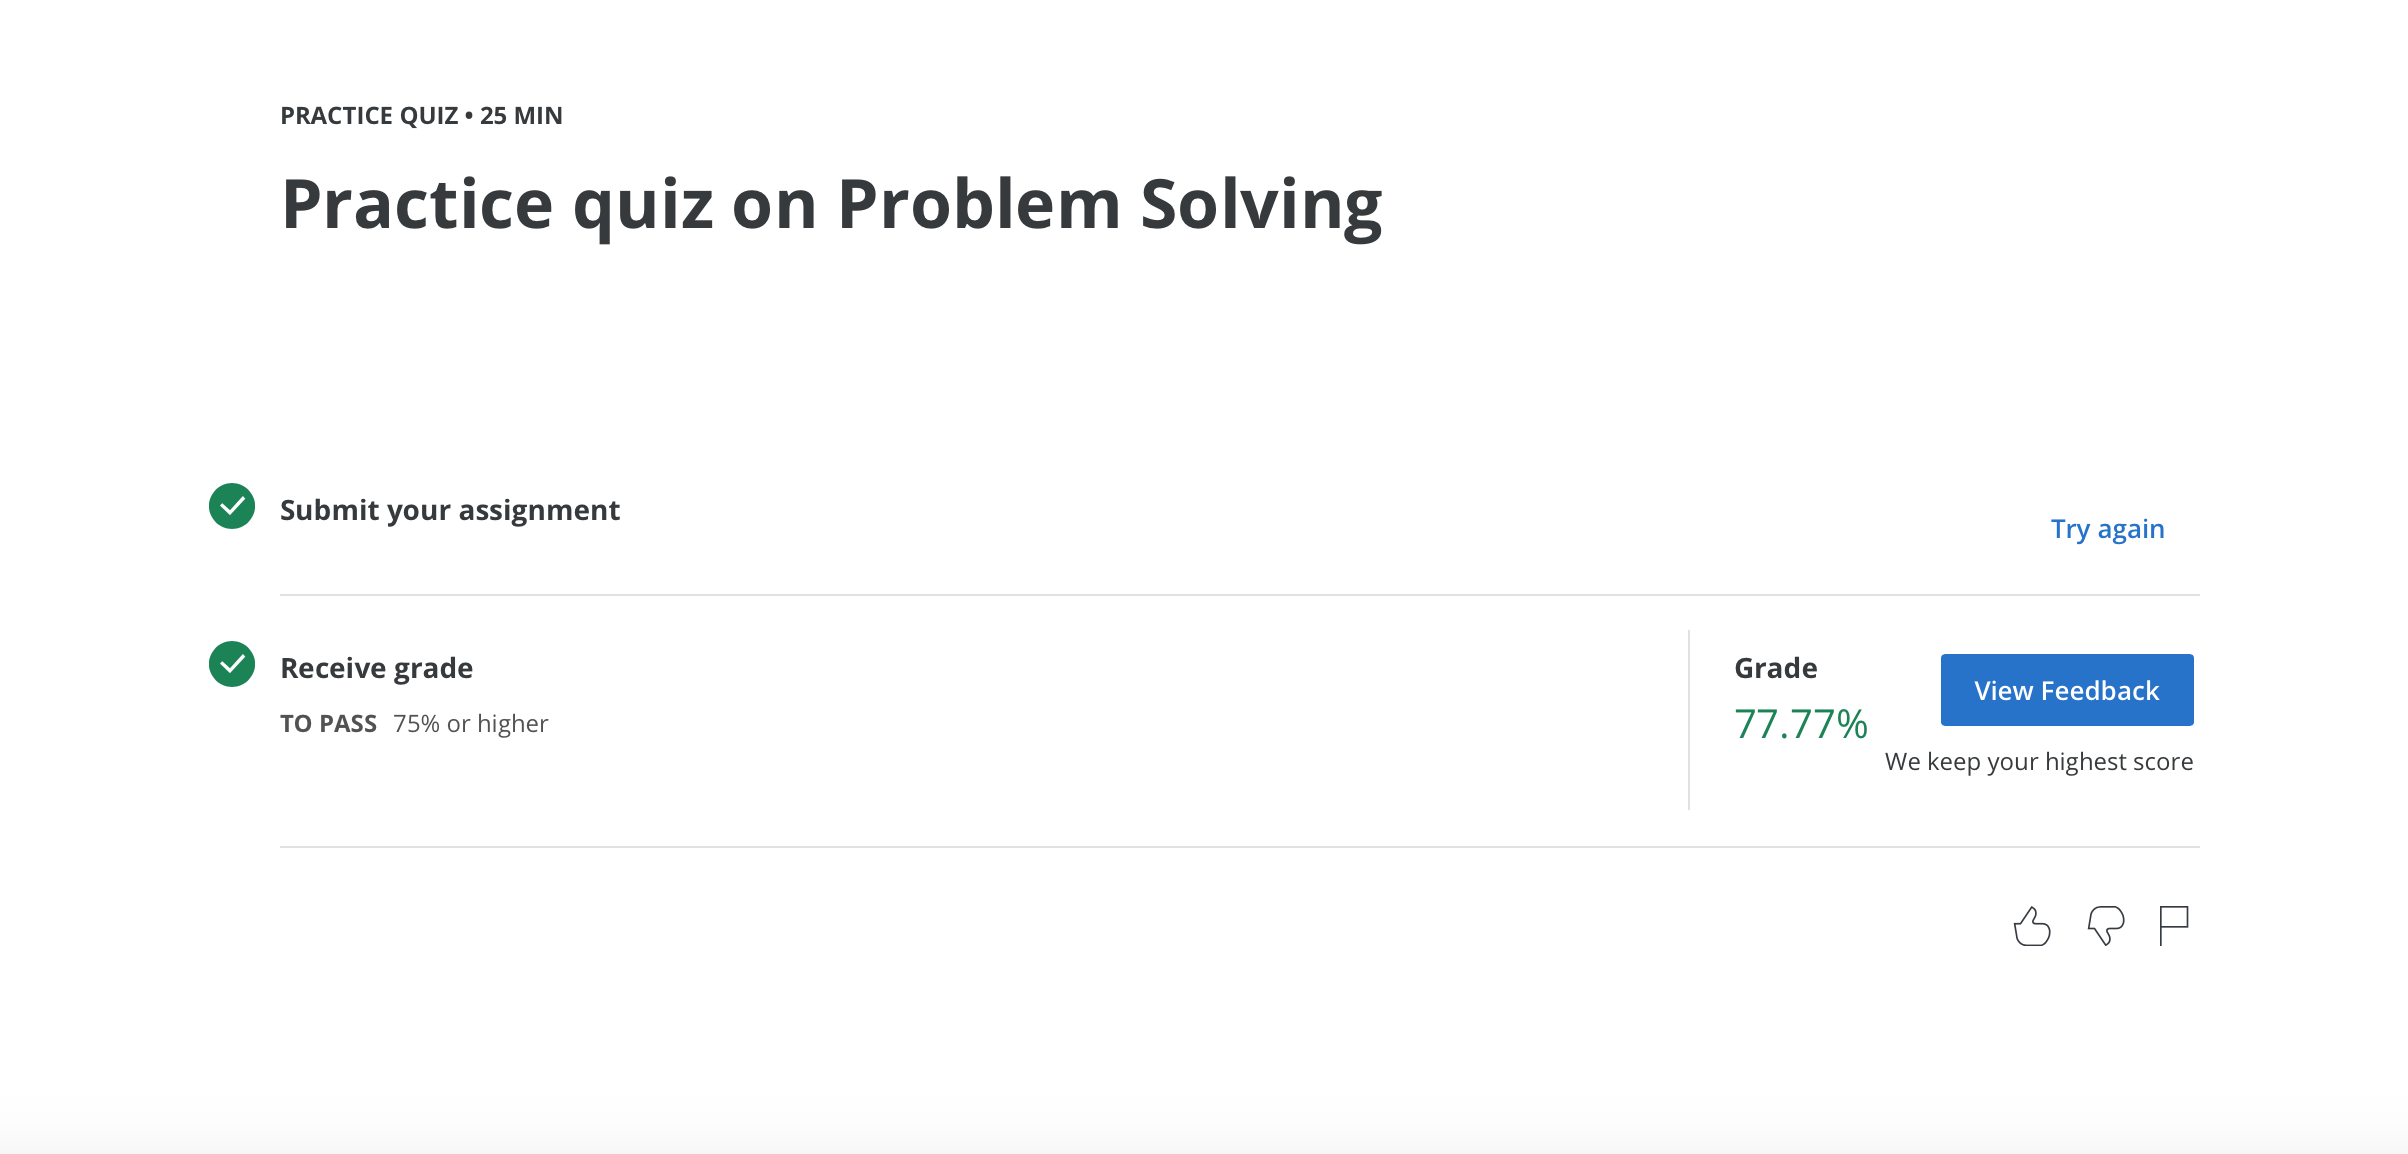 PRACTICE QUIZ • 25 MIN
Practice quiz on Problem Solving
Submit your assignment
Try again
Receive grade
TO PASS 75% or higher
Grade
77.77%
View Feedback
We keep your highest score